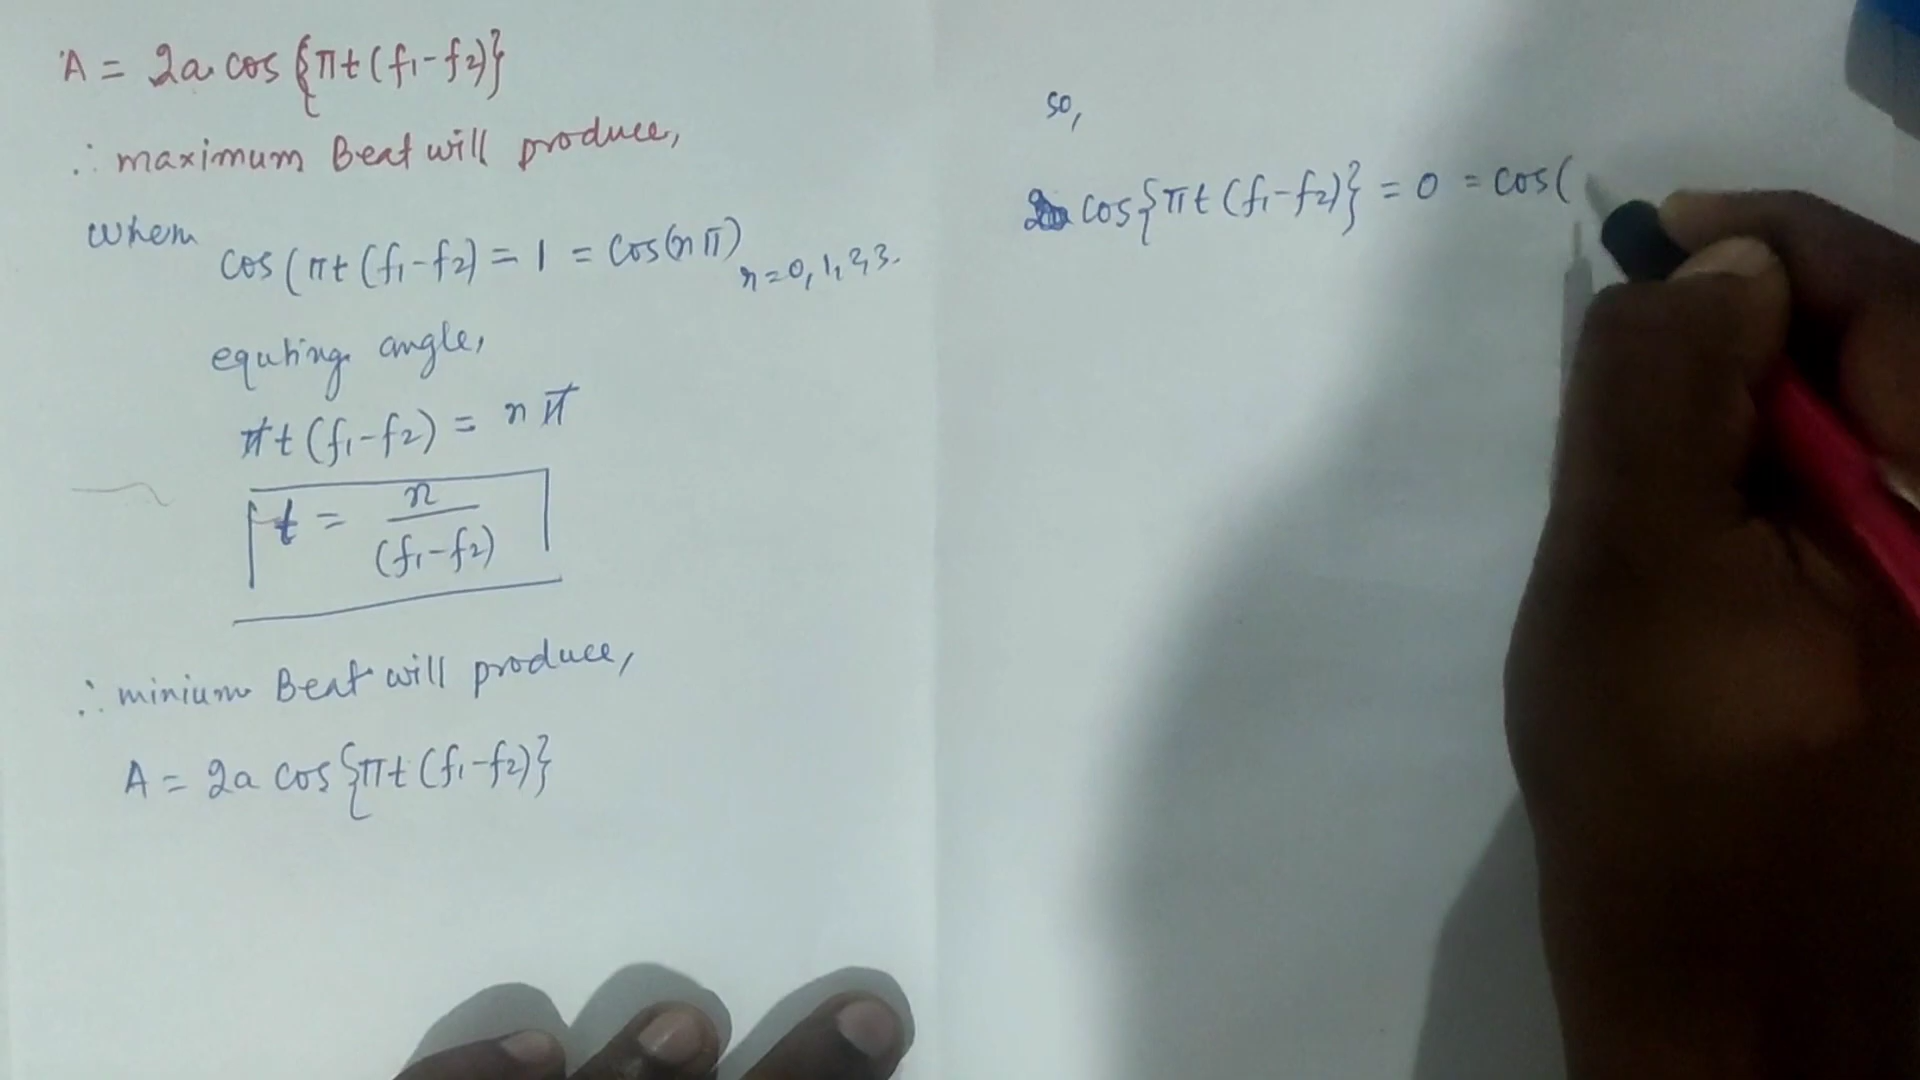 A = 2a cos {πt (f₁-f₂)}
∴ maximum Beat will produce,
when
cos (πt (f₁-f₂) = 1 = cos(nπ)
n=0, 1, 2, 3.
equting angle,
πt (f₁-f₂) = nπ
t = n
(f₁-f₂)
∴ minium Beat will produce,
A = 2a cos {πt (f₁-f₂)}
so,
cos{πt (f₁-f₂)} = 0 = cos(